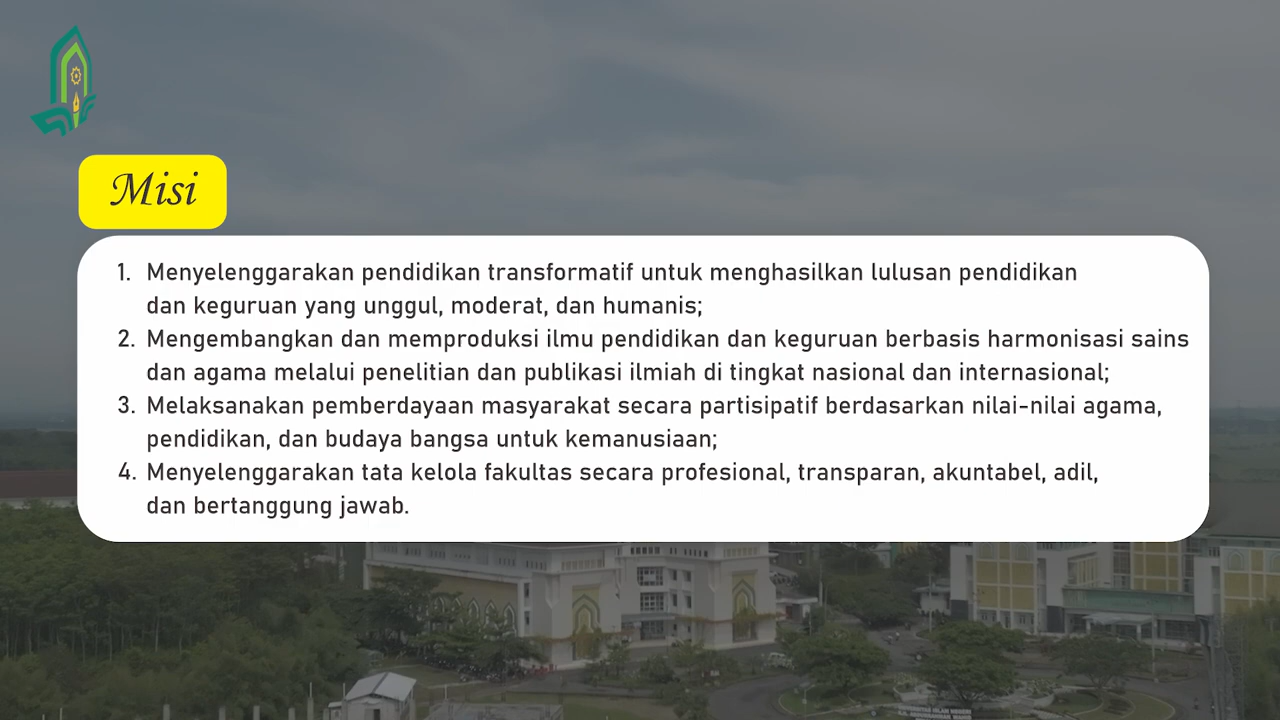 Misi
1. Menyelenggarakan pendidikan transformatif untuk menghasilkan lulusan pendidikan
dan keguruan yang unggul, moderat, dan humanis;
2. Mengembangkan dan memproduksi ilmu pendidikan dan keguruan berbasis harmonisasi sains
dan agama melalui penelitian dan publikasi ilmiah di tingkat nasional dan internasional;
3. Melaksanakan pemberdayaan masyarakat secara partisipatif berdasarkan nilai-nilai agama,
pendidikan, dan budaya bangsa untuk kemanusiaan;
4. Menyelenggarakan tata kelola fakultas secara profesional, transparan, akuntabel, adil,
dan bertanggung jawab.